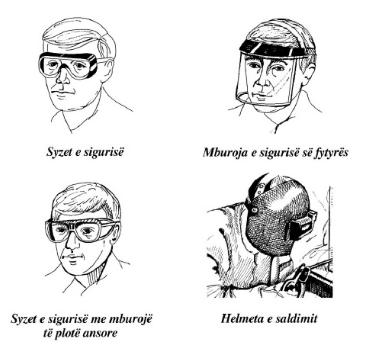 Syzet e sigurisë
Mburoja e sigurisë së fytyrës
Syzet e sigurisë me mburojë
të plotë ansore
Helmeta e saldimit